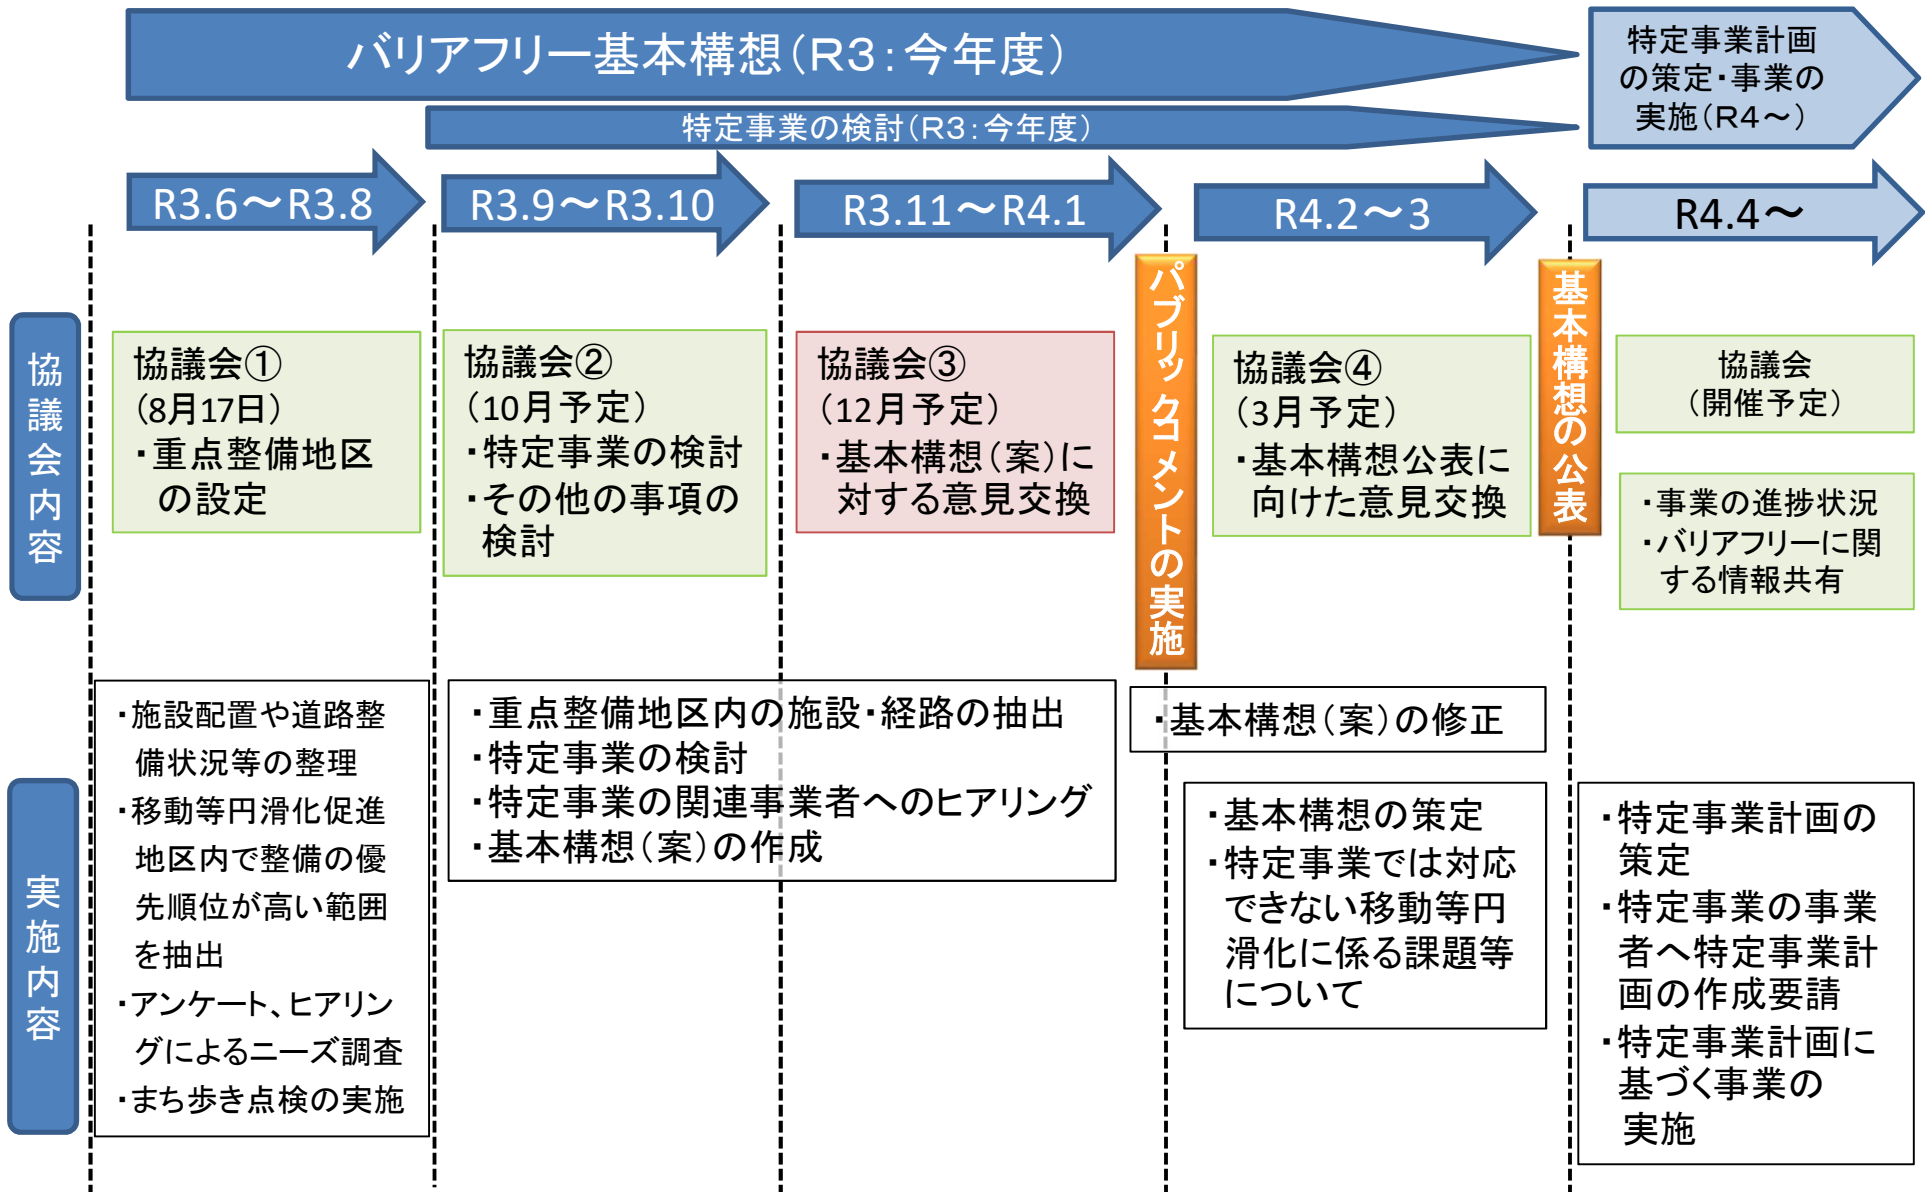 バリアフリー基本構想（R3：今年度）
特定事業計画
の策定・事業の
実施（R4～）
特定事業の検討（R3：今年度）
R3.6～R3.8
R3.9～R3.10
R3.11～R4.1
R4.2～3
R4.4～
協議会内容
協議会①
（8月17日）
・重点整備地区
の設定
協議会②
（10月予定）
・特定事業の検討
・その他の事項の
検討
協議会③
（12月予定）
・基本構想（案）に
対する意見交換
パブリックコメントの実施
協議会④
（3月予定）
・基本構想公表に
向けた意見交換
基本構想の公表
協議会
（開催予定）
・事業の進捗状況
・バリアフリーに関
する情報共有
実施内容
・施設配置や道路整
備状況等の整理
・移動等円滑化促進
地区内で整備の優
先順位が高い範囲
を抽出
・アンケート、ヒアリン
グによるニーズ調査
・まち歩き点検の実施
・重点整備地区内の施設・経路の抽出
・特定事業の検討
・特定事業の関連事業者へのヒアリング
・基本構想（案）の作成
・基本構想（案）の修正
・基本構想の策定
・特定事業では対応
できない移動等円
滑化に係る課題等
について
・特定事業計画の
策定
・特定事業の事業
者へ特定事業計
画の作成要請
・特定事業計画に
基づく事業の
実施